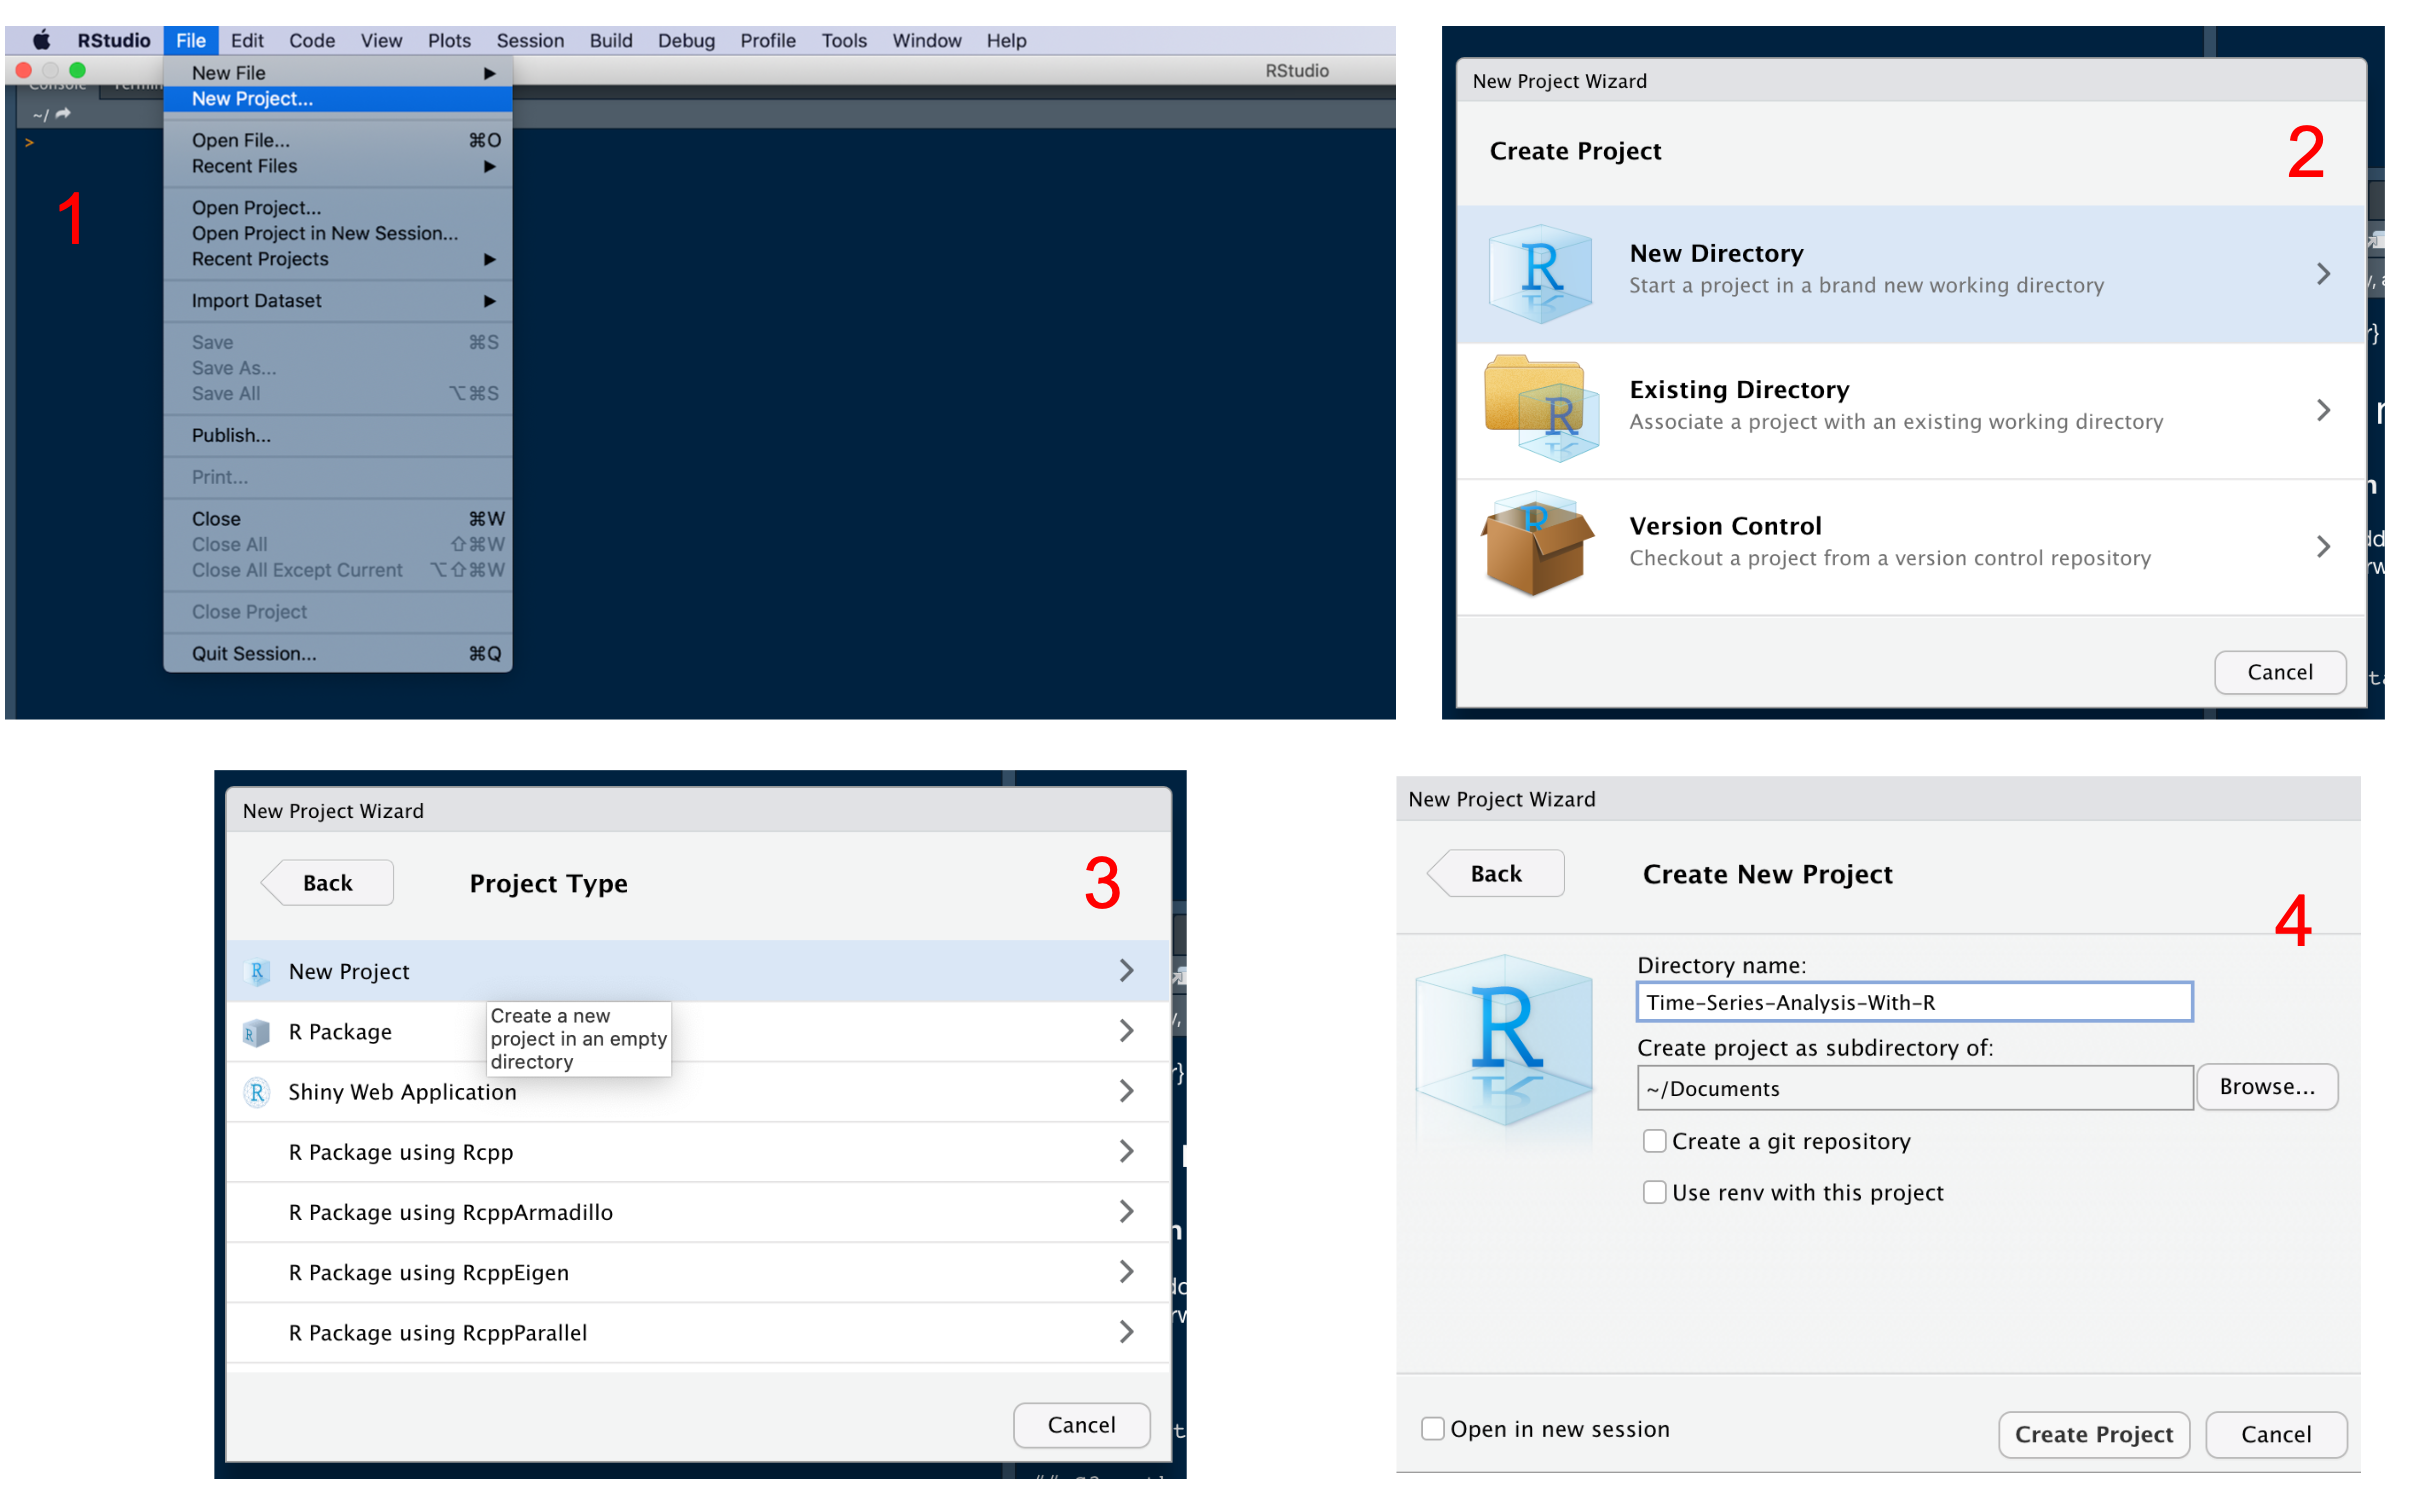 RStudio File Edit Code View Plots Session Build Debug Profile Tools Window Help
RStudio
Console
~/
>
1
New File
New Project...
Open File... ⌘O
Recent Files
Open Project...
Open Project in New Session...
Recent Projects
Import Dataset
Save ⌘S
Save As...
Save All ⌥⌘S
Publish...
Print...
Close ⌘W
Close All ⇧⌘W
Close All Except Current ⌥⇧⌘W
Close Project
Quit Session... ⌘Q
New Project Wizard
Create Project
2
R
New Directory
Start a project in a brand new working directory
R
Existing Directory
Associate a project with an existing working directory
R
Version Control
Checkout a project from a version control repository
Cancel
New Project Wizard
Back
Project Type
3
R New Project
Create a new
project in an empty
directory
R R Package
R Shiny Web Application
R Package using Rcpp
R Package using RcppArmadillo
R Package using RcppEigen
R Package using RcppParallel
Cancel
New Project Wizard
Back
Create New Project
4
R
Directory name:
Time-Series-Analysis-With-R
Create project as subdirectory of:
~/Documents
Browse...
Create a git repository
Use renv with this project
Open in new session
Create Project
Cancel